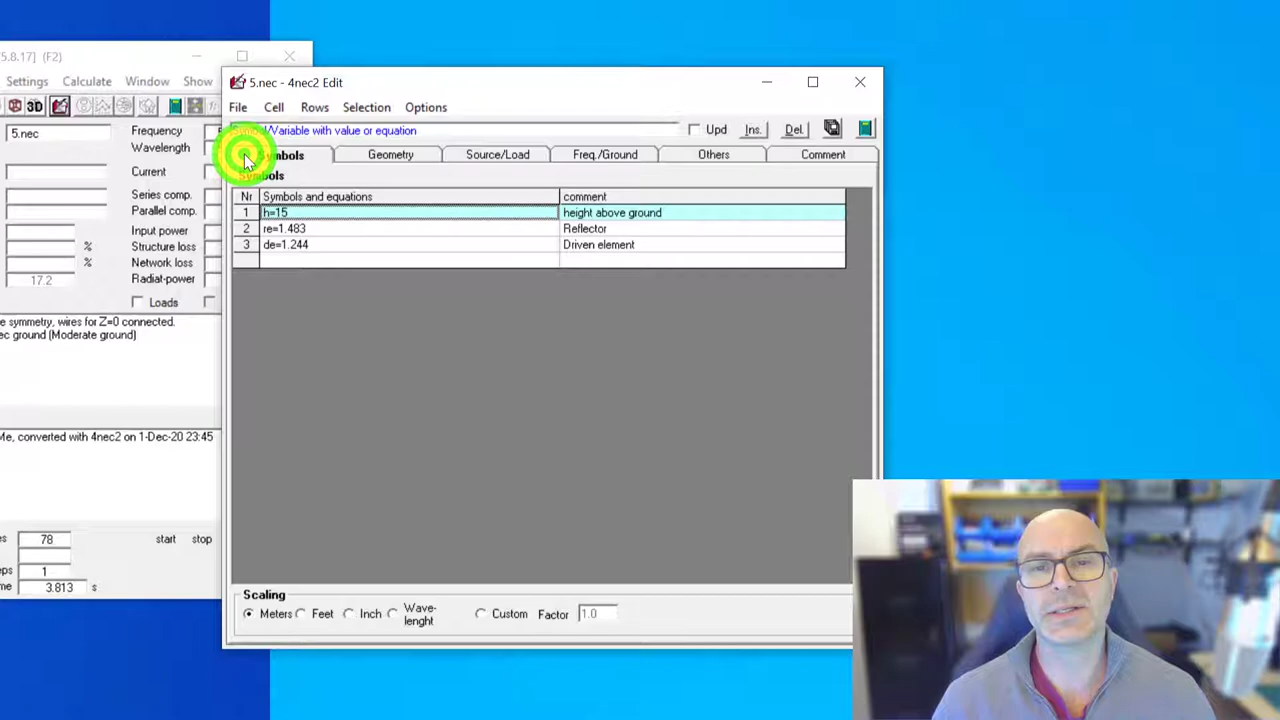 5.8.17] (F2)
Settings Calculate Window Show
3D
5.nec
Frequency
Wavelength
Current
Series comp.
Parallel comp.
Input power
% Structure loss
% Network loss
17.2 Radiat-power
Loads
e symmetry, wires for Z=0 connected.
ec ground (Moderate ground)
Me, converted with 4nec2 on 1-Dec-20 23:45
es 78 start stop
eps 1
me 3.813 s
5.nec - 4nec2 Edit
File Cell Rows Selection Options
Symbol/Variable with value or equation
Upd Ins. Del.
Symbols Geometry Source/Load Freq./Ground Others Comment
Symbols
Nr Symbols and equations comment
1 h=15 height above ground
2 re=1.483 Reflector
3 de=1.244 Driven element
Scaling
Meters Feet Inch Wave-
lenght Custom Factor 1.0